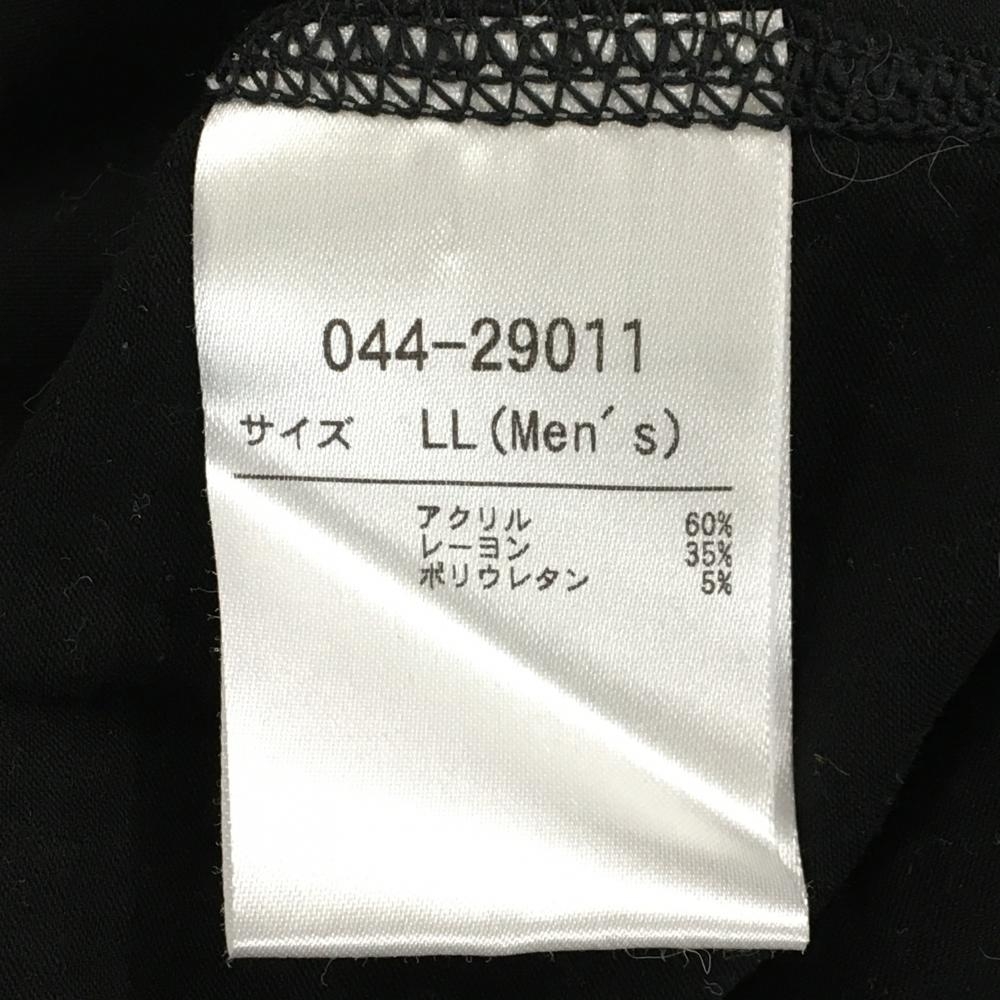 044-29011
サイズ LL(Men's)
アクリル 60%
レーヨン 35%
ポリウレタン 5%